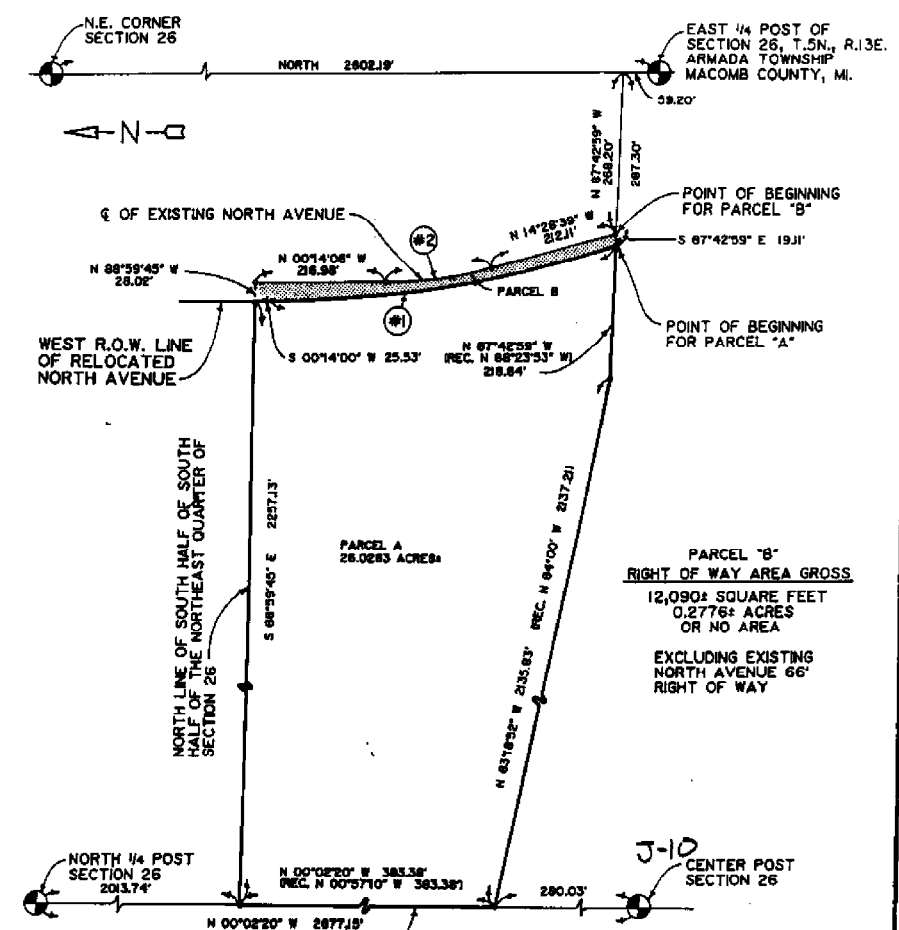 N.E. CORNER
SECTION 26
EAST 1/4 POST OF
SECTION 26, T.5N., R.13E.
ARMADA TOWNSHIP
MACOMB COUNTY, MI.
NORTH 2602.19'
59.20'
N
N 87°42'59" W
268.20'
287.30'
POINT OF BEGINNING
FOR PARCEL "B"
℄ OF EXISTING NORTH AVENUE
N 14°26'39" W
212.11'
S 87°42'59" E 19.11'
#2
N 00°14'06" W
216.98'
N 88°59'45" W
28.02'
PARCEL B
#1
POINT OF BEGINNING
FOR PARCEL "A"
WEST R.O.W. LINE
OF RELOCATED
NORTH AVENUE
S 00°14'00" W 25.53'
N 87°42'59" W
(REC. N 88°23'53" W)
218.64'
NORTH LINE OF SOUTH HALF OF SOUTH
HALF OF THE NORTHEAST QUARTER OF
SECTION 26
S 88°59'45" E 2257.13'
PARCEL A
26.0263 ACRES±
N 83°18'52" W 2135.83' (REC. N 84°00' W 2137.21)
PARCEL "B"
RIGHT OF WAY AREA GROSS
12,090± SQUARE FEET
0.2776± ACRES
OR NO AREA
EXCLUDING EXISTING
NORTH AVENUE 66'
RIGHT OF WAY
J-10
NORTH 1/4 POST
SECTION 26
2013.74'
N 00°02'20" W 383.38'
(REC. N 00°57'10" W 383.38')
280.03'
CENTER POST
SECTION 26
N 00°02'20" W 2677.15'